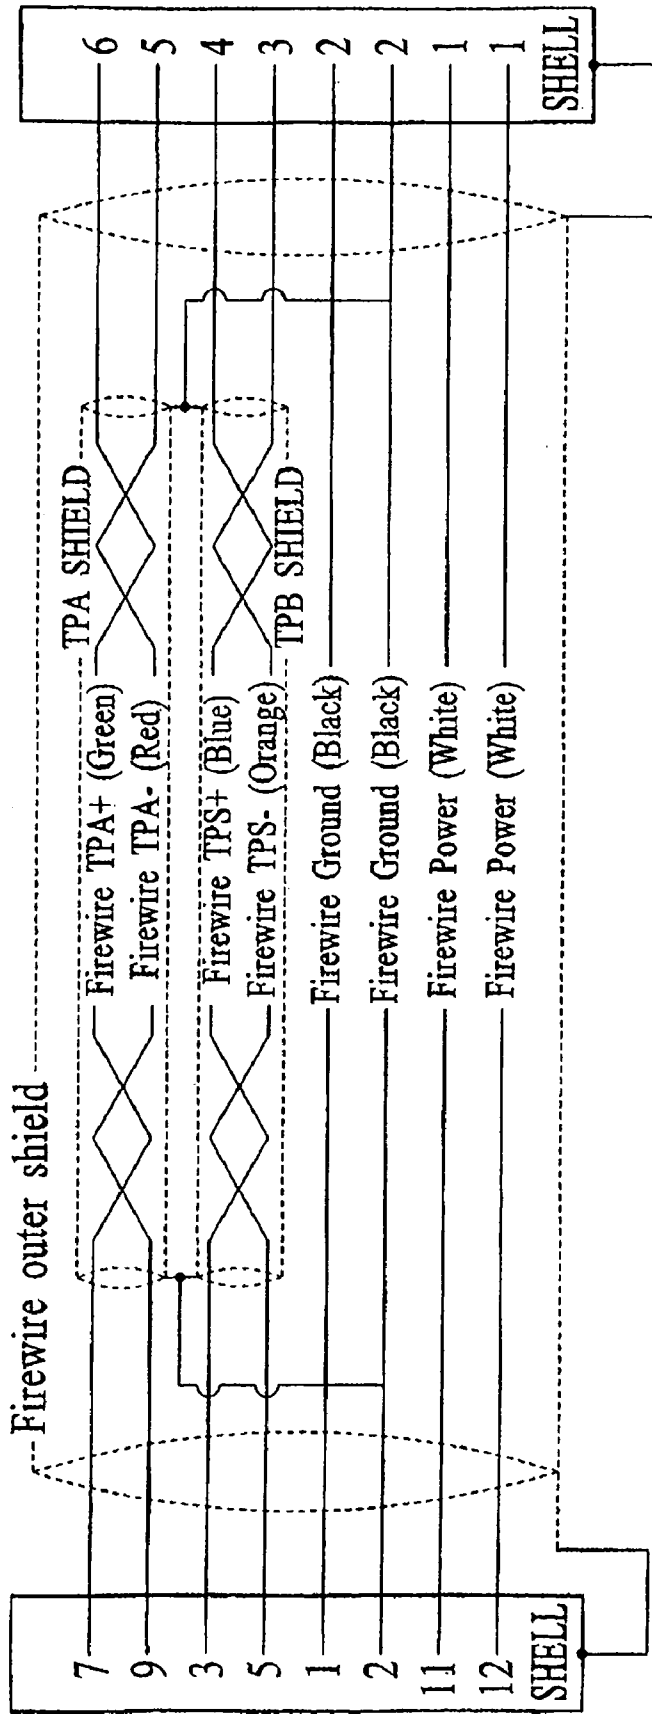 Firewire outer shield
TPA SHIELD
7 Firewire TPA+ (Green) 6
9 Firewire TPA- (Red) 5
3 Firewire TPS+ (Blue) 4
5 Firewire TPS- (Orange) 3
TPB SHIELD
1 Firewire Ground (Black) 2
2 Firewire Ground (Black) 2
11 Firewire Power (White) 1
12 Firewire Power (White) 1
SHELL SHELL